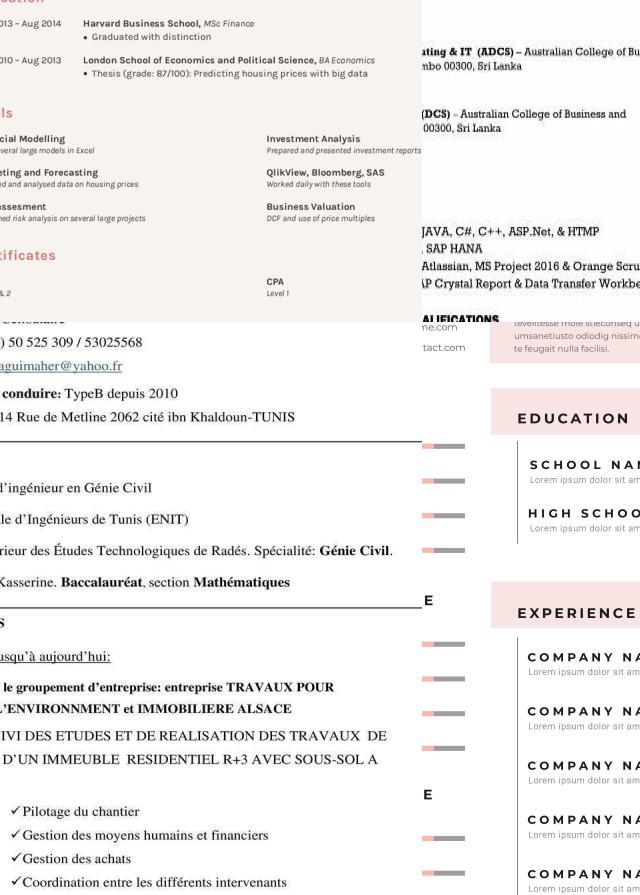 2013 – Aug 2014 Harvard Business School, MSc Finance
• Graduated with distinction
2010 – Aug 2013 London School of Economics and Political Science, BA Economics
• Thesis (grade: 87/100): Predicting housing prices with big data
ls
cial Modelling
everal large models in Excel
eting and Forecasting
ed and analysed data on housing prices
assesment
med risk analysis on several large projects
Investment Analysis
Prepared and presented investment reports
QlikView, Bloomberg, SAS
Worked daily with these tools
Business Valuation
DCF and use of price multiples
tificates
& 2
CPA
Level 1
uting & IT (ADCS) – Australian College of Bu
mbo 00300, Sri Lanka
(DCS) – Australian College of Business and
00300, Sri Lanka
JAVA, C#, C++, ASP.Net, & HTMP
, SAP HANA
Atlassian, MS Project 2016 & Orange Scru
AP Crystal Report & Data Transfer Workbe
ALIFICATIONS
) 50 525 309 / 53025568
aguimaher@yahoo.fr
conduire: TypeB depuis 2010
14 Rue de Metline 2062 cité ibn Khaldoun-TUNIS
d’ingénieur en Génie Civil
le d’Ingénieurs de Tunis (ENIT)
rieur des Études Technologiques de Radés. Spécialité: Génie Civil.
Kasserine. Baccalauréat, section Mathématiques
S
usqu’à aujourd’hui:
le groupement d’entreprise: entreprise TRAVAUX POUR
L’ENVIRONNMENT et IMMOBILIERE ALSACE
IVI DES ETUDES ET DE REALISATION DES TRAVAUX DE
D’UN IMMEUBLE RESIDENTIEL R+3 AVEC SOUS-SOL A
✓Pilotage du chantier
✓Gestion des moyens humains et financiers
✓Gestion des achats
✓Coordination entre les différents intervenants
me.com
tact.com
E
E
umsanetiusto odiodig nissim
te feugait nulla facilisi.
EDUCATION
SCHOOL NA
Lorem ipsum dolor sit am
HIGH SCHOO
Lorem ipsum dolor sit am
EXPERIENCE
COMPANY NA
Lorem ipsum dolor sit am
COMPANY NA
Lorem ipsum dolor sit am
COMPANY NA
Lorem ipsum dolor sit am
COMPANY NA
Lorem ipsum dolor sit am
COMPANY NA
Lorem ipsum dolor sit am